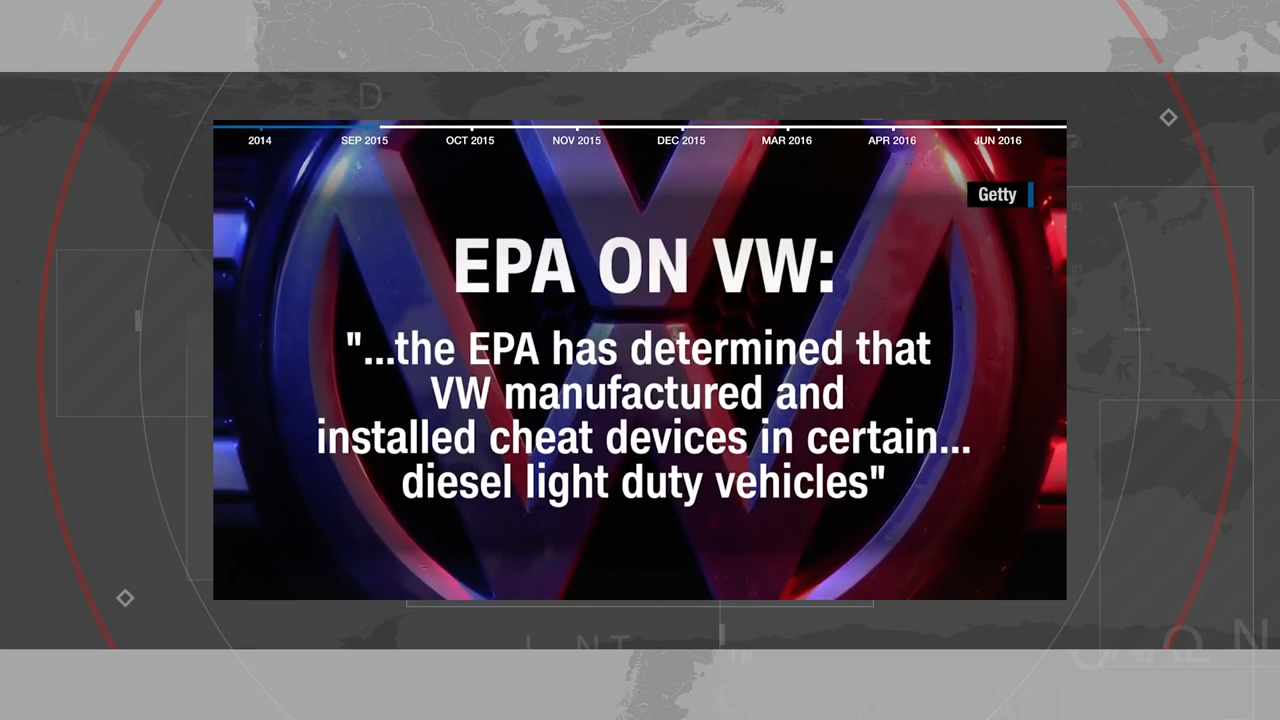 2014 SEP 2015 OCT 2015 NOV 2015 DEC 2015 MAR 2016 APR 2016 JUN 2016
Getty
EPA ON VW:
"...the EPA has determined that
VW manufactured and
installed cheat devices in certain...
diesel light duty vehicles"